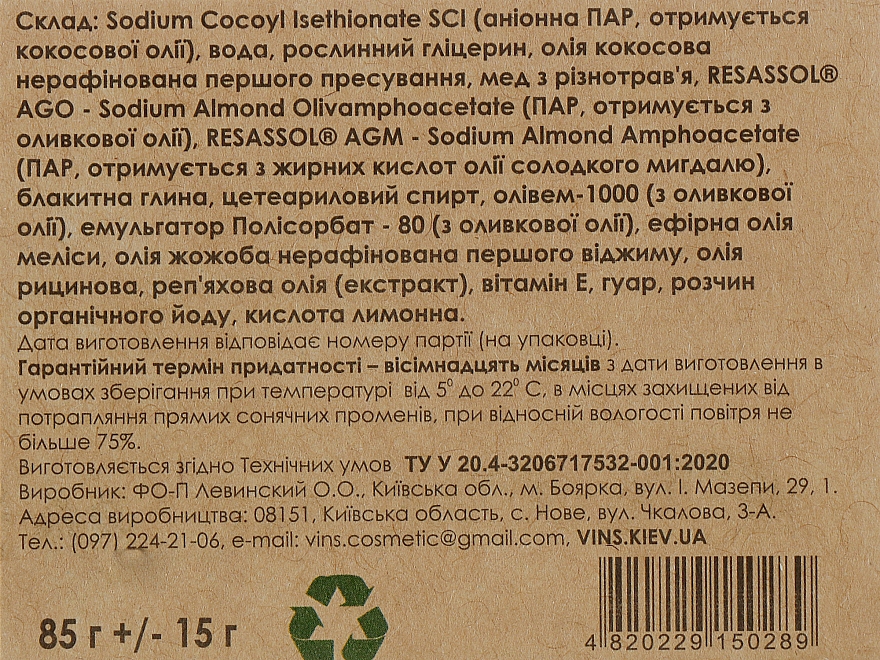 Склад: Sodium Cocoyl Isethionate SCI (аніонна ПАР, отримується
кокосової олії), вода, рослинний гліцерин, олія кокосова
нерафінована першого пресування, мед з різнотрав'я, RESASSOL®
AGO - Sodium Almond Olivamphoacetate (ПАР, отримується з
оливкової олії), RESASSOL® AGM - Sodium Almond Amphoacetate
(ПАР, отримується з жирних кислот олії солодкого мигдалю),
блакитна глина, цетеариловий спирт, олівем-1000 (з оливкової
олії), емульгатор Полісорбат - 80 (з оливкової олії), ефірна олія
меліси, олія жожоба нерафінована першого віджиму, олія
рицинова, реп'яхова олія (екстракт), вітамін Е, гуар, розчин
органічного йоду, кислота лимонна.
Дата виготовлення відповідає номеру партії (на упаковці).
Гарантійний термін придатності – вісімнадцять місяців з дати виготовлення в
умовах зберігання при температурі від 5⁰ до 22⁰ С, в місцях захищених від
потрапляння прямих сонячних променів, при відносній вологості повітря не
більше 75%.
Виготовляється згідно Технічних умов ТУ У 20.4-3206717532-001:2020
Виробник: ФО-П Левинский О.О., Київська обл., м. Боярка, вул. І. Мазепи, 29, 1.
Адреса виробництва: 08151, Київська область, с. Нове, вул. Чкалова, 3-А.
Тел.: (097) 224-21-06, e-mail: vins.cosmetic@gmail.com, VINS.KIEV.UA
85 г +/- 15 г
4 820229 150289